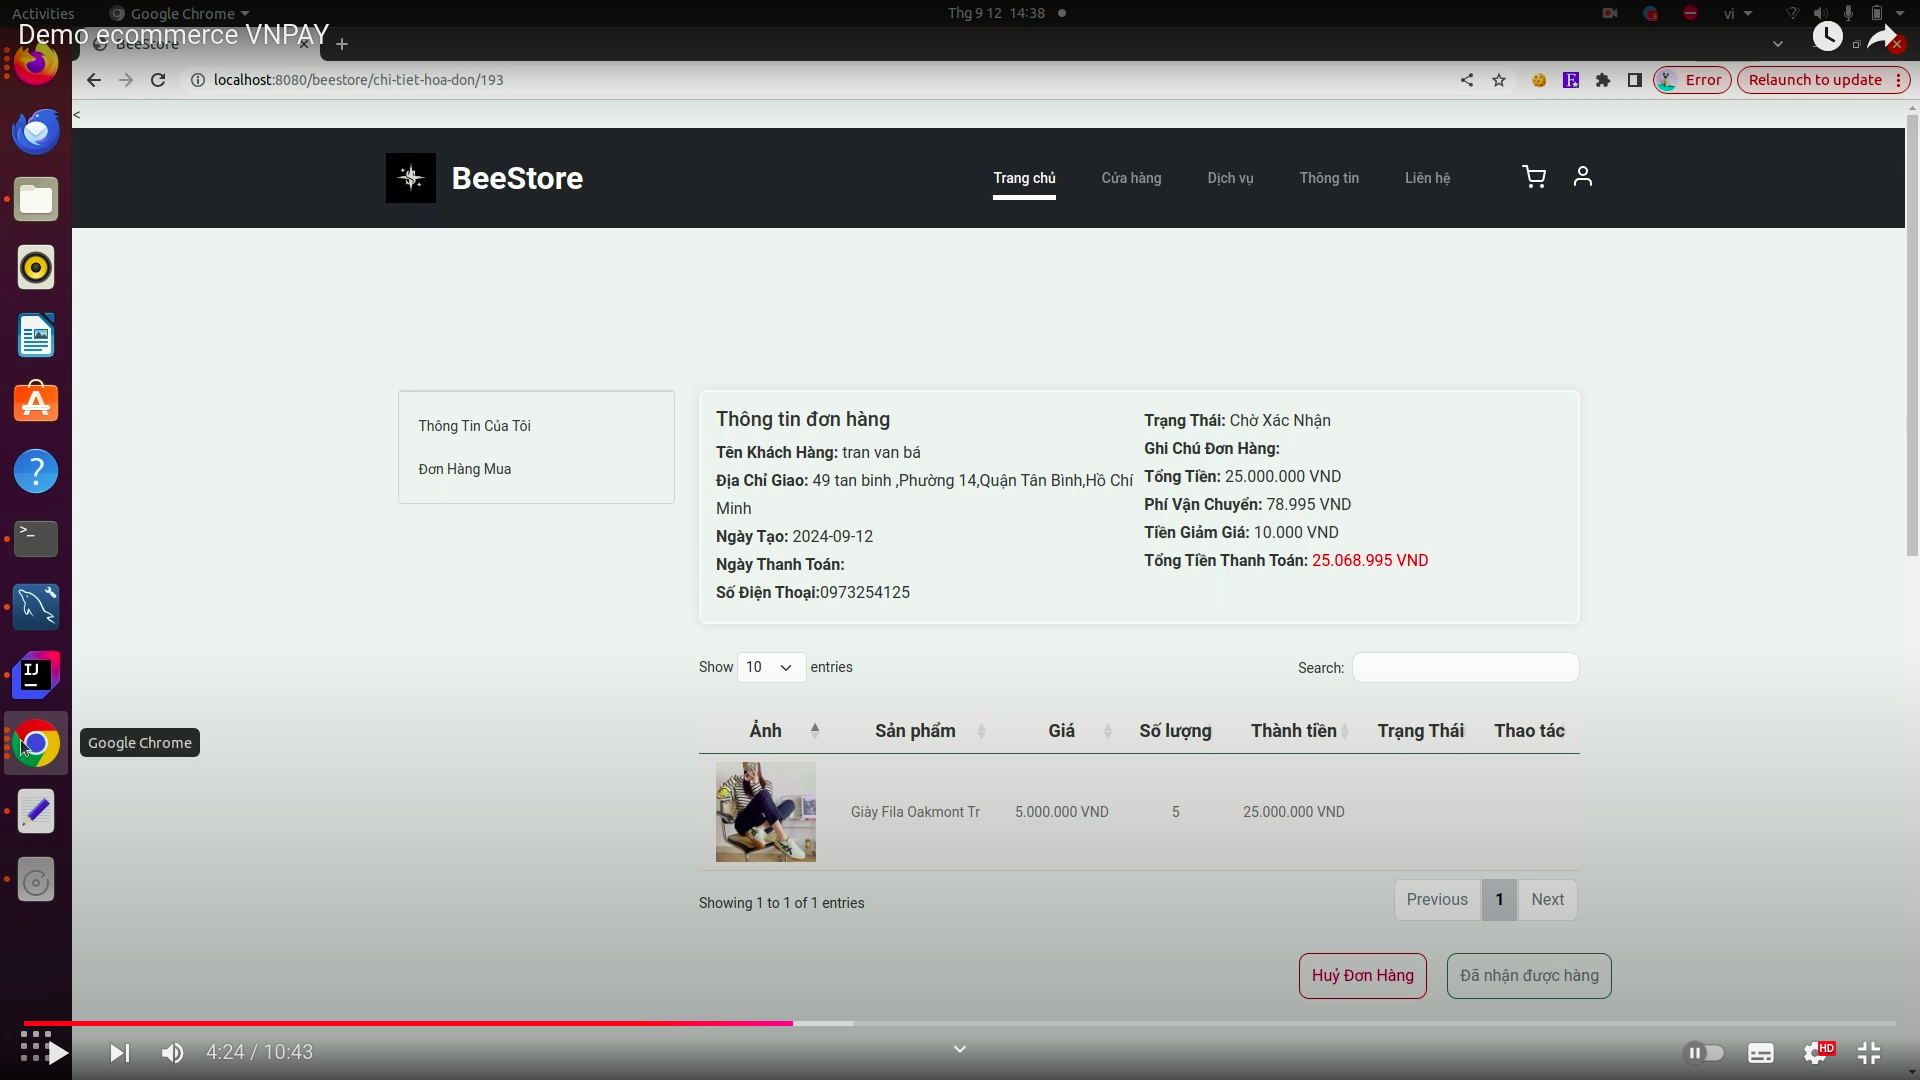 Activities
Google Chrome
Thg 9 12 14:38
vi
Demo ecommerce VNPAY
BeeStore
localhost:8080/beestore/chi-tiet-hoa-don/193
Error
Relaunch to update
<
BeeStore
Trang chủ
Cửa hàng
Dịch vụ
Thông tin
Liên hệ
Thông Tin Của Tôi
Đơn Hàng Mua
Thông tin đơn hàng
Tên Khách Hàng: tran van bá
Địa Chỉ Giao: 49 tan binh ,Phường 14,Quận Tân Bình,Hồ Chí
Minh
Ngày Tạo: 2024-09-12
Ngày Thanh Toán:
Số Điện Thoại:0973254125
Trạng Thái: Chờ Xác Nhận
Ghi Chú Đơn Hàng:
Tổng Tiền: 25.000.000 VND
Phí Vận Chuyển: 78.995 VND
Tiền Giảm Giá: 10.000 VND
Tổng Tiền Thanh Toán: 25.068.995 VND
Show 10 entries
Search:
Ảnh Sản phẩm Giá Số lượng Thành tiền Trạng Thái Thao tác
Google Chrome
Giày Fila Oakmont Tr 5.000.000 VND 5 25.000.000 VND
Showing 1 to 1 of 1 entries
Previous 1 Next
Huỷ Đơn Hàng
Đã nhận được hàng
4:24 / 10:43
HD